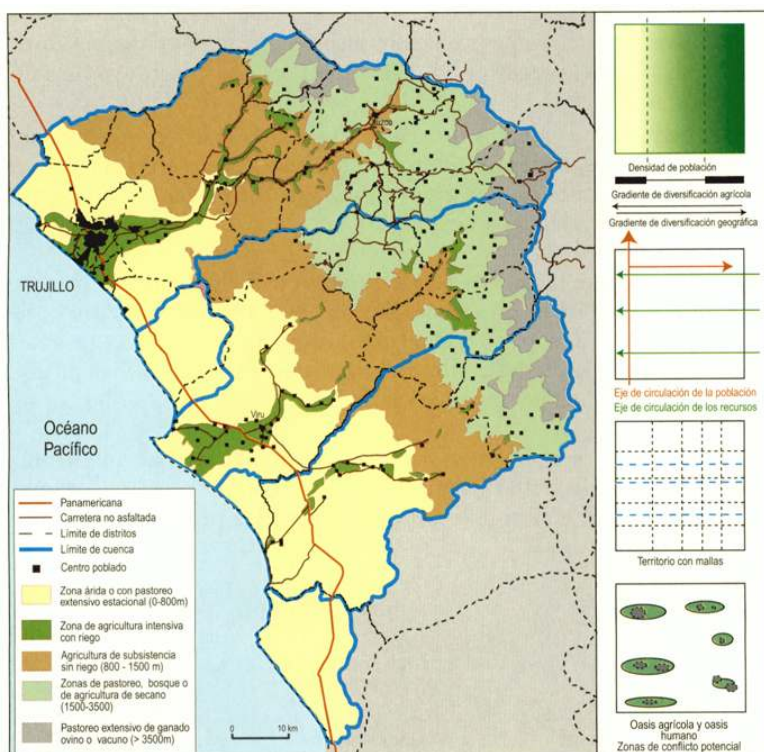 TRUJILLO
Océano
Pacífico
Viru
Panamericana
Carretera no asfaltada
Límite de distritos
Límite de cuenca
Centro poblado
Zona árida o con pastoreo
extensivo estacional (0-800m)
Zona de agricultura intensiva
con riego
Agricultura de subsistencia
sin riego (800 - 1500 m)
Zonas de pastoreo, bosque o
de agricultura de secano
(1500-3500)
Pastoreo extensivo de ganado
ovino o vacuno (> 3500m)
0 10 km
Densidad de población
Gradiente de diversificación agrícola
Gradiente de diversificación geográfica
Eje de circulación de la población
Eje de circulación de los recursos
Territorio con mallas
Oasis agrícola y oasis
humano
Zonas de conflicto potencial